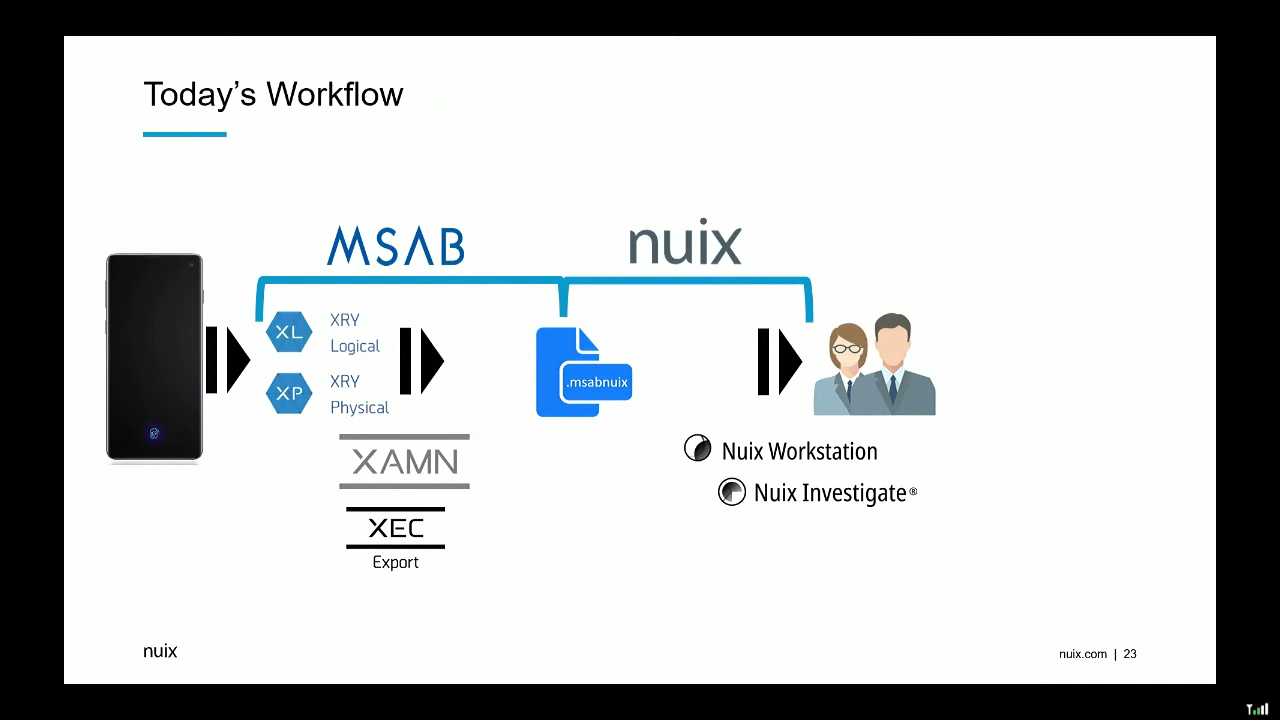 Today's Workflow
MSAB
nuix
XL
XRY
Logical
XP
XRY
Physical
.msabnuix
XAMN
XEC
Export
Nuix Workstation
Nuix Investigate®
nuix
nuix.com | 23